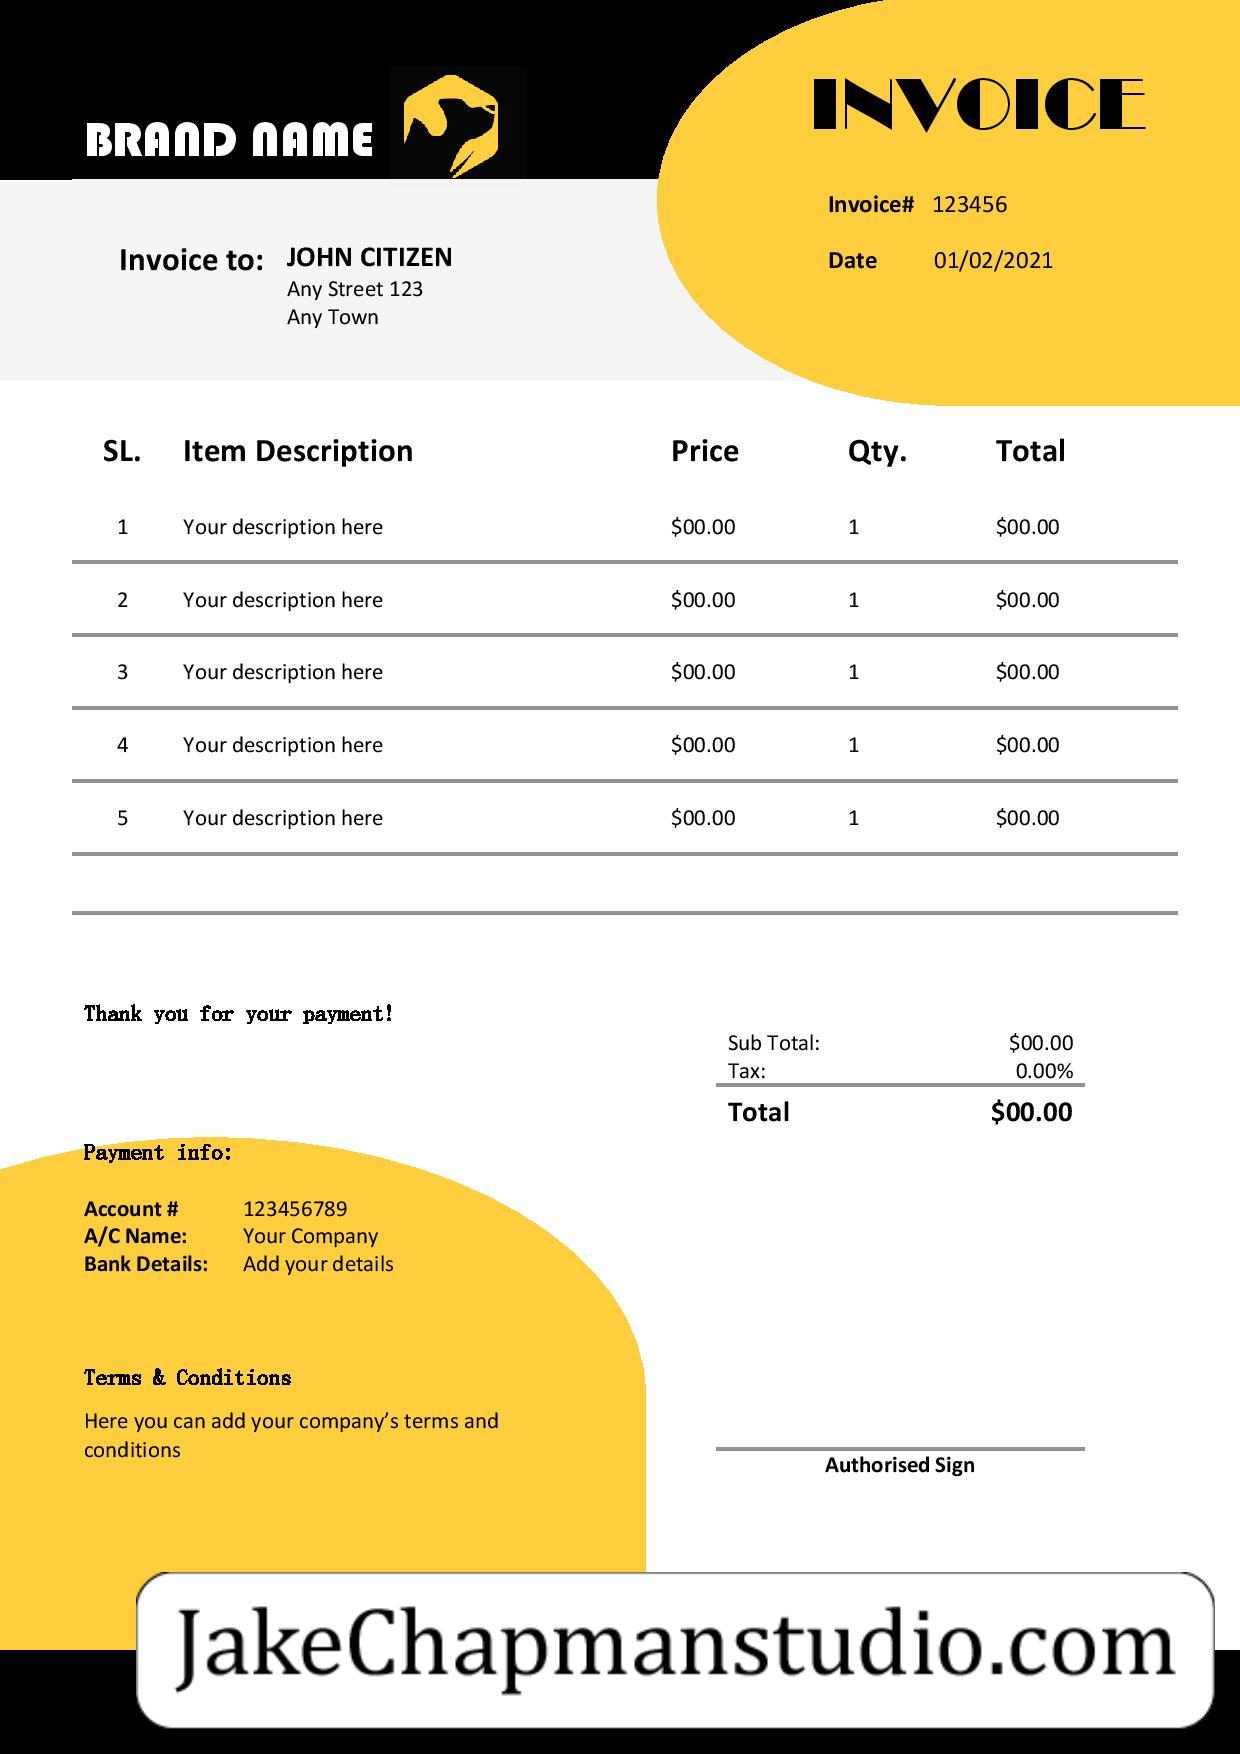 BRAND NAME
INVOICE
Invoice# 123456
Date 01/02/2021
Invoice to: JOHN CITIZEN
Any Street 123
Any Town
SL. Item Description Price Qty. Total
1 Your description here $00.00 1 $00.00
2 Your description here $00.00 1 $00.00
3 Your description here $00.00 1 $00.00
4 Your description here $00.00 1 $00.00
5 Your description here $00.00 1 $00.00
Thank you for your payment!
Sub Total: $00.00
Tax: 0.00%
Total $00.00
Payment info:
Account # 123456789
A/C Name: Your Company
Bank Details: Add your details
Terms & Conditions
Here you can add your company’s terms and
conditions
Authorised Sign
JakeChapmanstudio.com